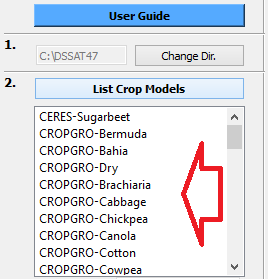 User Guide
1.
C:\DSSAT47 Change Dir.
2.
List Crop Models
CERES-Sugarbeet
CROPGRO-Bermuda
CROPGRO-Bahia
CROPGRO-Dry
CROPGRO-Brachiaria
CROPGRO-Cabbage
CROPGRO-Chickpea
CROPGRO-Canola
CROPGRO-Cotton
CROPGRO-Cowpea